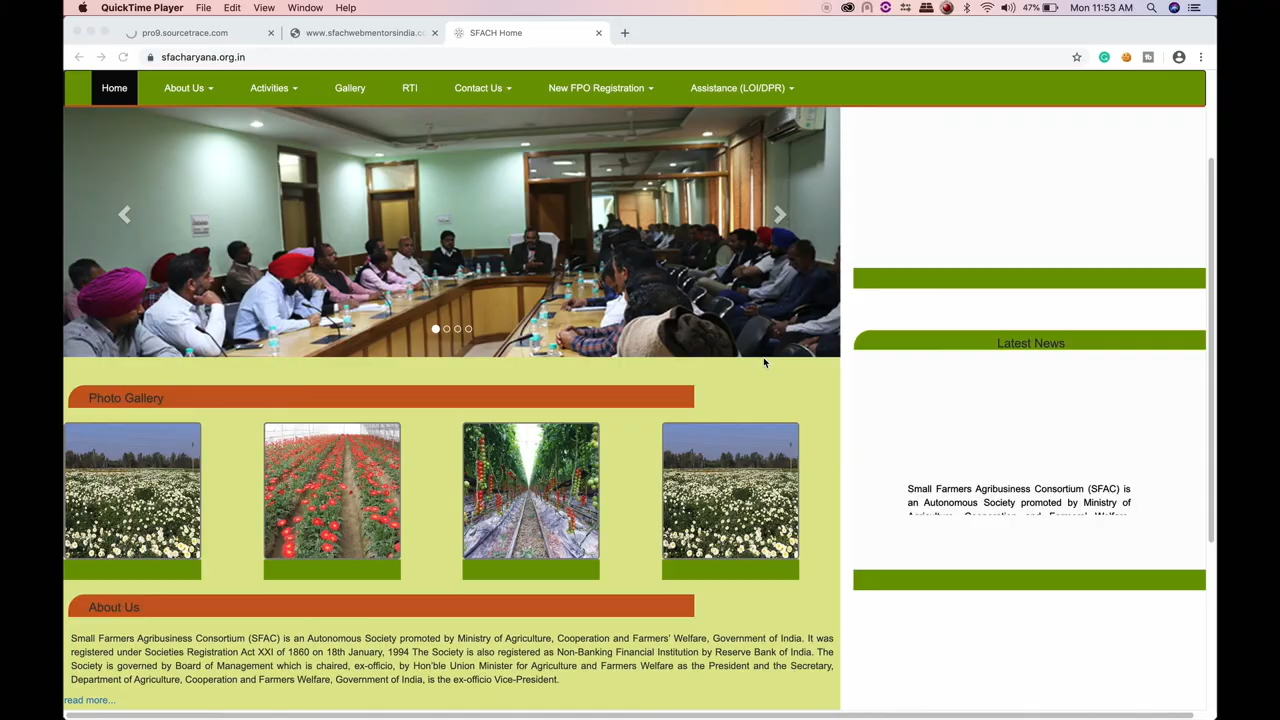 QuickTime Player File Edit View Window Help 47% Mon 11:53 AM
pro9.sourcetrace.com www.sfachwebmentorsindia.co SFACH Home
sfacharyana.org.in
Home About Us Activities Gallery RTI Contact Us New FPO Registration Assistance (LOI/DPR)
Latest News
Photo Gallery
Small Farmers Agribusiness Consortium (SFAC) is
an Autonomous Society promoted by Ministry of
Agriculture, Cooperation and Farmers' Welfare,
About Us
Small Farmers Agribusiness Consortium (SFAC) is an Autonomous Society promoted by Ministry of Agriculture, Cooperation and Farmers' Welfare, Government of India. It was
registered under Societies Registration Act XXI of 1860 on 18th January, 1994 The Society is also registered as Non-Banking Financial Institution by Reserve Bank of India. The
Society is governed by Board of Management which is chaired, ex-officio, by Hon'ble Union Minister for Agriculture and Farmers Welfare as the President and the Secretary,
Department of Agriculture, Cooperation and Farmers Welfare, Government of India, is the ex-officio Vice-President.
read more...